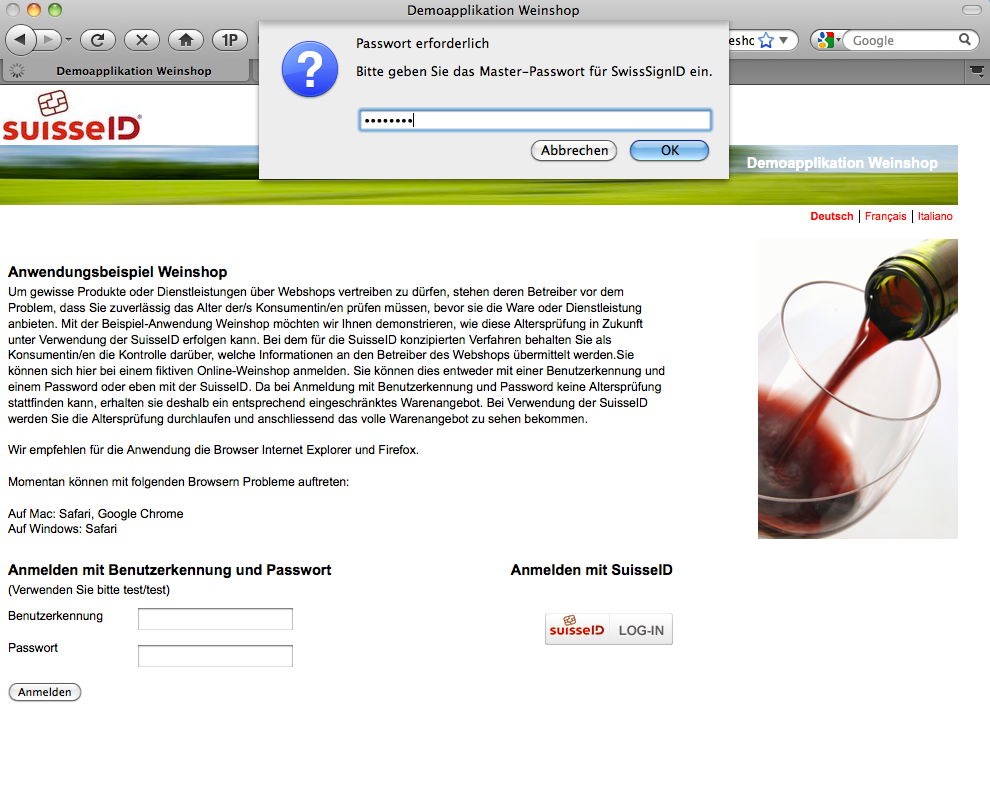 Demoapplikation Weinshop
1P
esho
Google
Demoapplikation Weinshop
Passwort erforderlich
Bitte geben Sie das Master-Passwort für SwissSignID ein.
••••••••
Abbrechen
OK
suisseID
Demoapplikation Weinshop
Deutsch | Français | Italiano
Anwendungsbeispiel Weinshop
Um gewisse Produkte oder Dienstleistungen über Webshops vertreiben zu dürfen, stehen deren Betreiber vor dem
Problem, dass Sie zuverlässig das Alter der/s Konsumentin/en prüfen müssen, bevor sie die Ware oder Dienstleistung
anbieten. Mit der Beispiel-Anwendung Weinshop möchten wir Ihnen demonstrieren, wie diese Altersprüfung in Zukunft
unter Verwendung der SuisseID erfolgen kann. Bei dem für die SuisseID konzipierten Verfahren behalten Sie als
Konsumentin/en die Kontrolle darüber, welche Informationen an den Betreiber des Webshops übermittelt werden.Sie
können sich hier bei einem fiktiven Online-Weinshop anmelden. Sie können dies entweder mit einer Benutzerkennung und
einem Password oder eben mit der SuisseID. Da bei Anmeldung mit Benutzerkennung und Password keine Altersprüfung
stattfinden kann, erhalten sie deshalb ein entsprechend eingeschränktes Warenangebot. Bei Verwendung der SuisseID
werden Sie die Altersprüfung durchlaufen und anschliessend das volle Warenangebot zu sehen bekommen.
Wir empfehlen für die Anwendung die Browser Internet Explorer und Firefox.
Momentan können mit folgenden Browsern Probleme auftreten:
Auf Mac: Safari, Google Chrome
Auf Windows: Safari
Anmelden mit Benutzerkennung und Passwort
(Verwenden Sie bitte test/test)
Benutzerkennung
Passwort
Anmelden
Anmelden mit SuisseID
suisseID LOG-IN